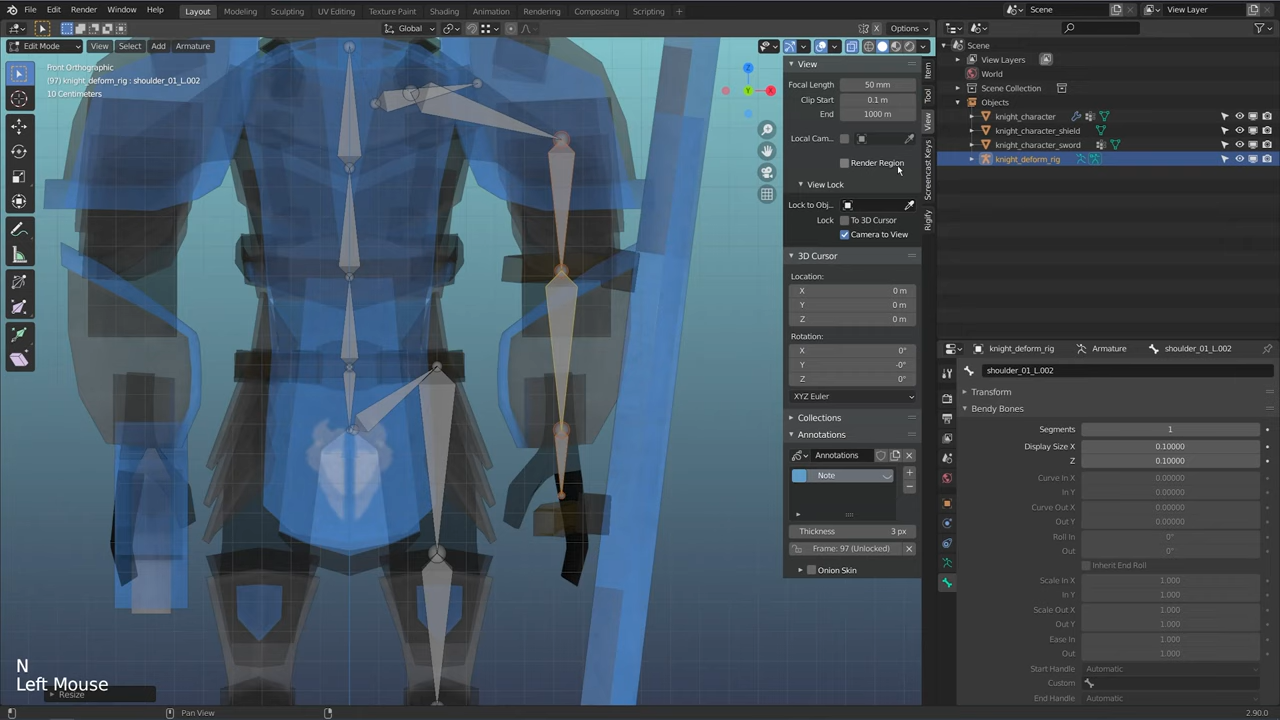 File Edit Render Window Help Layout Modeling Sculpting UV Editing Texture Paint Shading Animation Rendering Compositing Scripting + Scene View Layer
Global Options
Edit Mode View Select Add Armature
Front Orthographic
(97) knight_deform_rig : shoulder_01_L.002
10 Centimeters
Z
Y
X
View
Focal Length 50 mm
Clip Start 0.1 m
End 1000 m
Local Cam..
Render Region
View Lock
Lock to Obj..
Lock To 3D Cursor
Camera to View
3D Cursor
Location:
X 0 m
Y 0 m
Z 0 m
Rotation:
X 0°
Y -0°
Z 0°
XYZ Euler
Collections
Annotations
Annotations
Note
Thickness 3 px
Frame: 97 (Unlocked)
Onion Skin
Item
Tool
View
Screencast Keys
Rigify
Scene
View Layers
World
Scene Collection
Objects
knight_character
knight_character_shield
knight_character_sword
knight_deform_rig
knight_deform_rig Armature shoulder_01_L.002
shoulder_01_L.002
Transform
Bendy Bones
Segments 1
Display Size X 0.10000
Z 0.10000
Curve In X 0.00000
In Y 0.00000
Curve Out X 0.00000
Out Y 0.00000
Roll In 0°
Out 0°
Inherit End Roll
Scale In X 1.000
In Y 1.000
Scale Out X 1.000
Out Y 1.000
Ease In 1.000
Out 1.000
Start Handle Automatic
Custom
End Handle Automatic
N
Left Mouse
Resize
Pan View
2.90.0